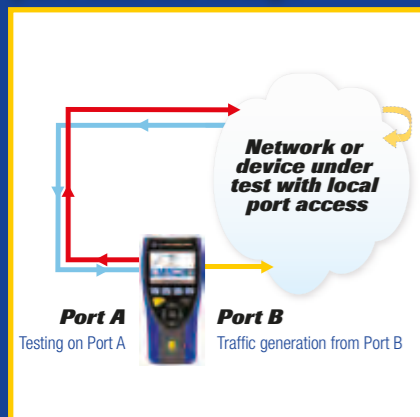 Network or
device under
test with local
port access
Port A
Port B
Testing on Port A
Traffic generation from Port B